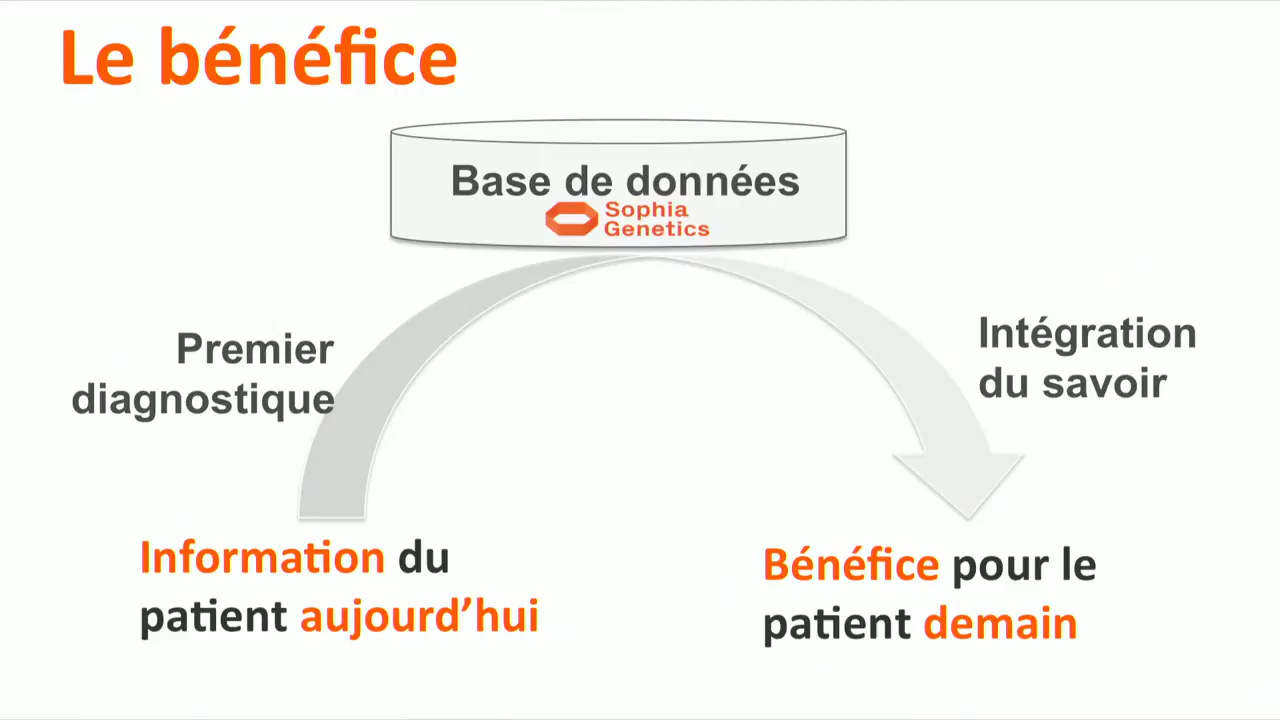 Le bénéfice
Base de données
Sophia
Genetics
Premier
diagnostique
Intégration
du savoir
Information du
patient aujourd’hui
Bénéfice pour le
patient demain